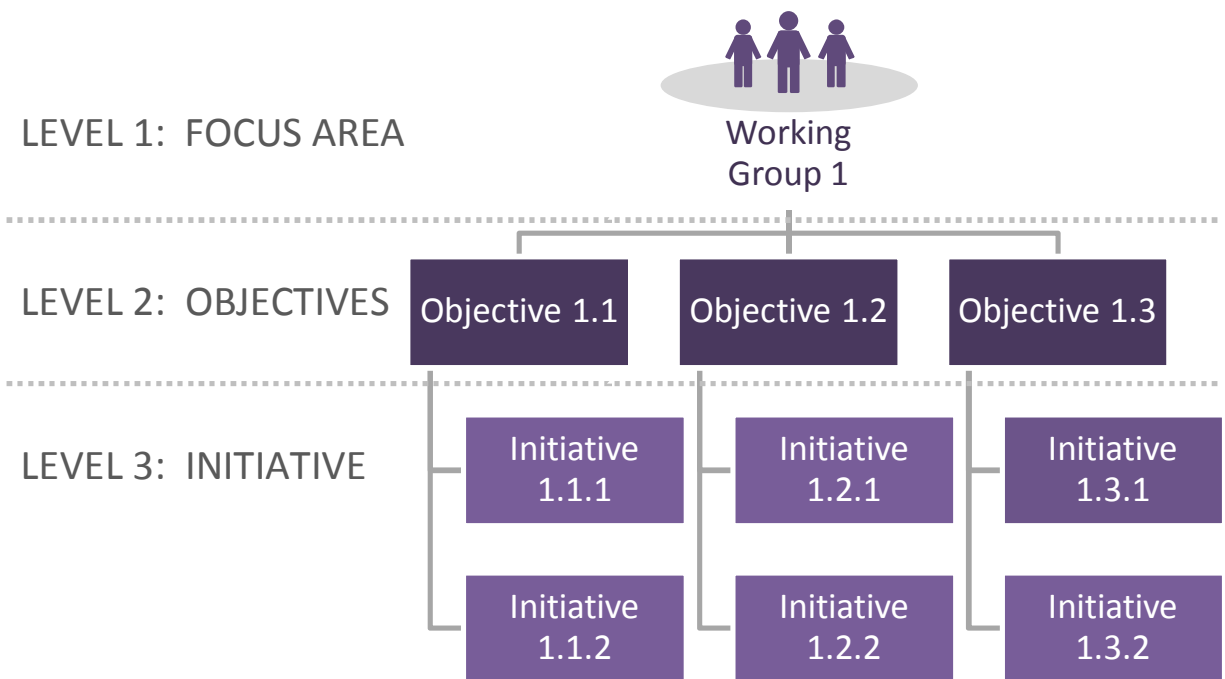 LEVEL 1:  FOCUS AREA
Working
Group 1
LEVEL 2:  OBJECTIVES
Objective 1.1
Objective 1.2
Objective 1.3
LEVEL 3:  INITIATIVE
Initiative
1.1.1
Initiative
1.2.1
Initiative
1.3.1
Initiative
1.1.2
Initiative
1.2.2
Initiative
1.3.2